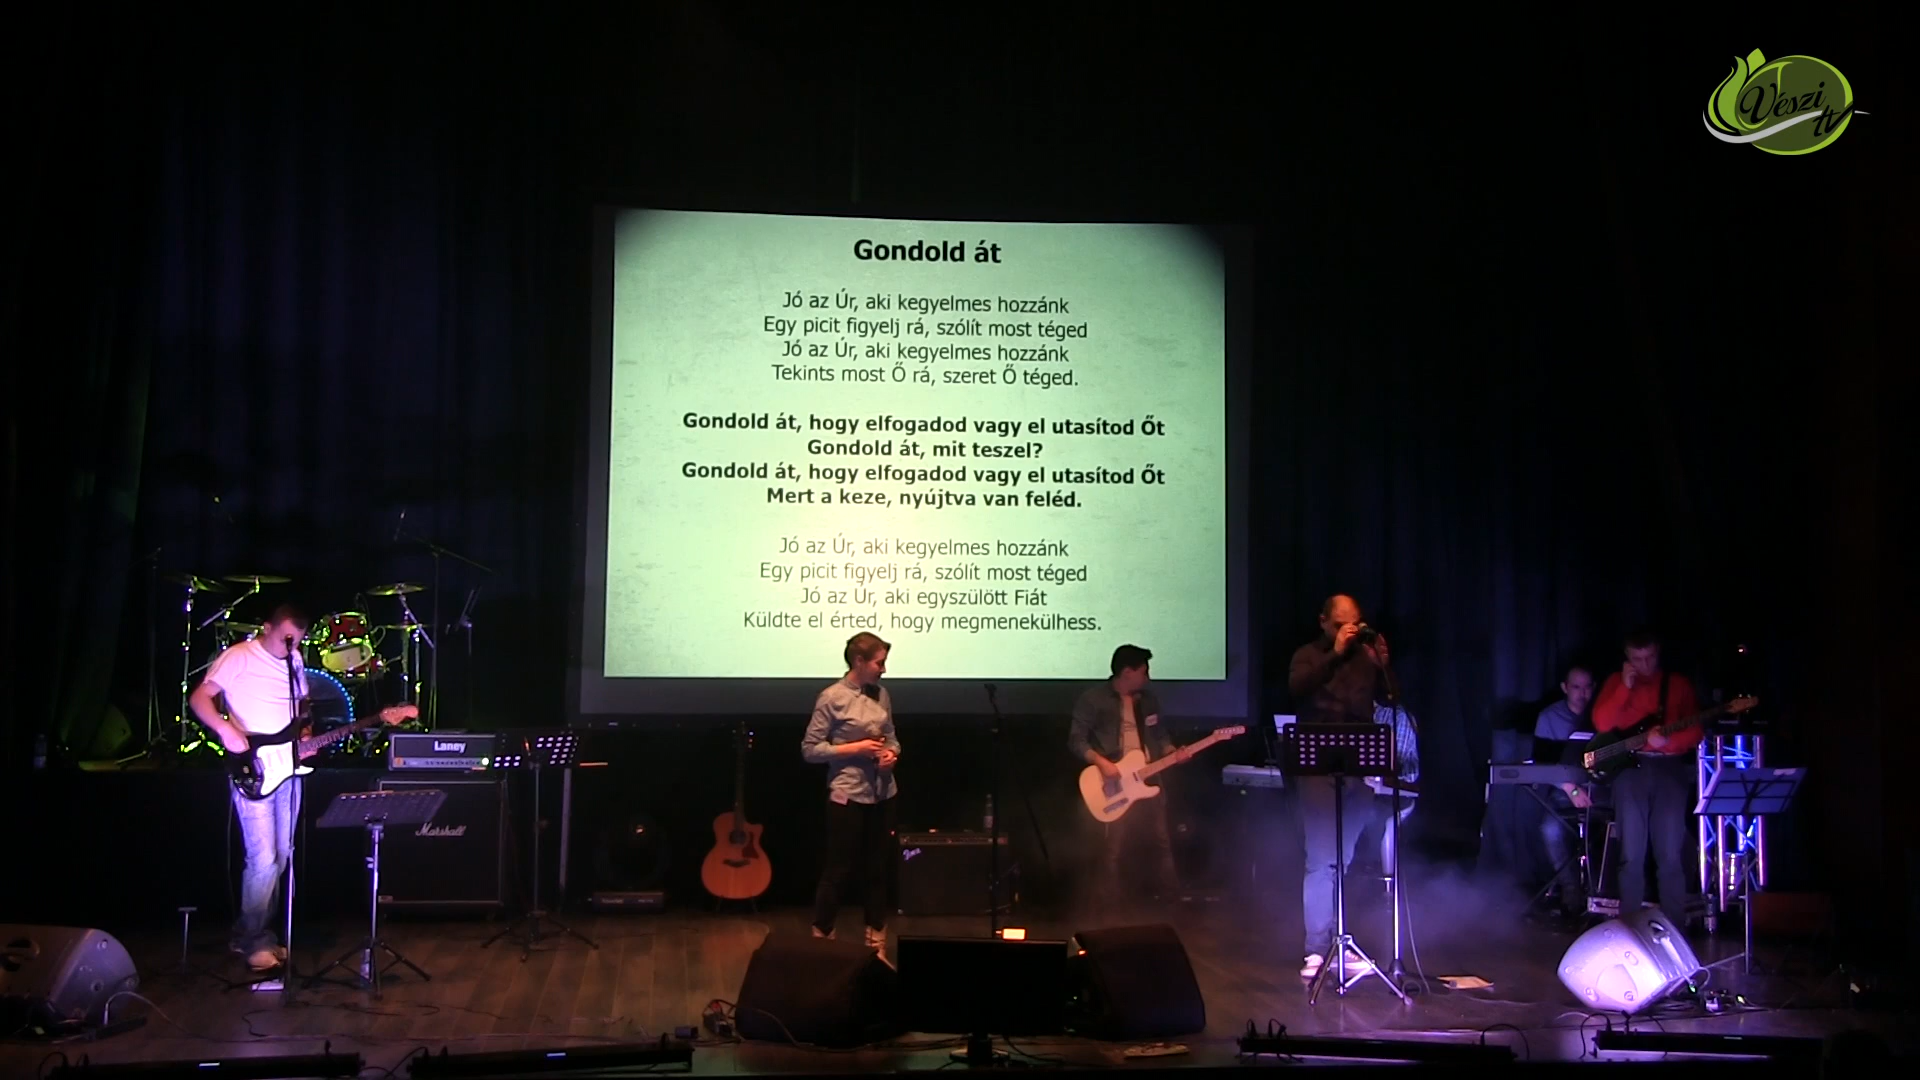 Vészi
tv
Gondold át
Jó az Úr, aki kegyelmes hozzánk
Egy picit figyelj rá, szólít most téged
Jó az Úr, aki kegyelmes hozzánk
Tekints most Ő rá, szeret Ő téged.
Gondold át, hogy elfogadod vagy el utasítod Őt
Gondold át, mit teszel?
Gondold át, hogy elfogadod vagy el utasítod Őt
Mert a keze, nyújtva van feléd.
Jó az Úr, aki kegyelmes hozzánk
Egy picit figyelj rá, szólít most téged
Jó az Úr, aki egyszülött Fiát
Küldte el érted, hogy megmenekülhess.
Laney
Marshall